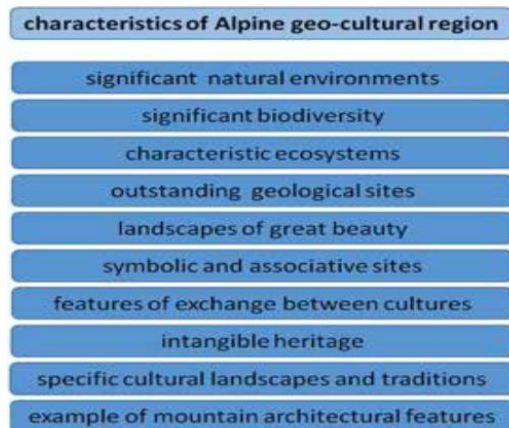 characteristics of Alpine geo-cultural region
significant natural environments
significant biodiversity
characteristic ecosystems
outstanding geological sites
landscapes of great beauty
symbolic and associative sites
features of exchange between cultures
intangible heritage
specific cultural landscapes and traditions
example of mountain architectural features